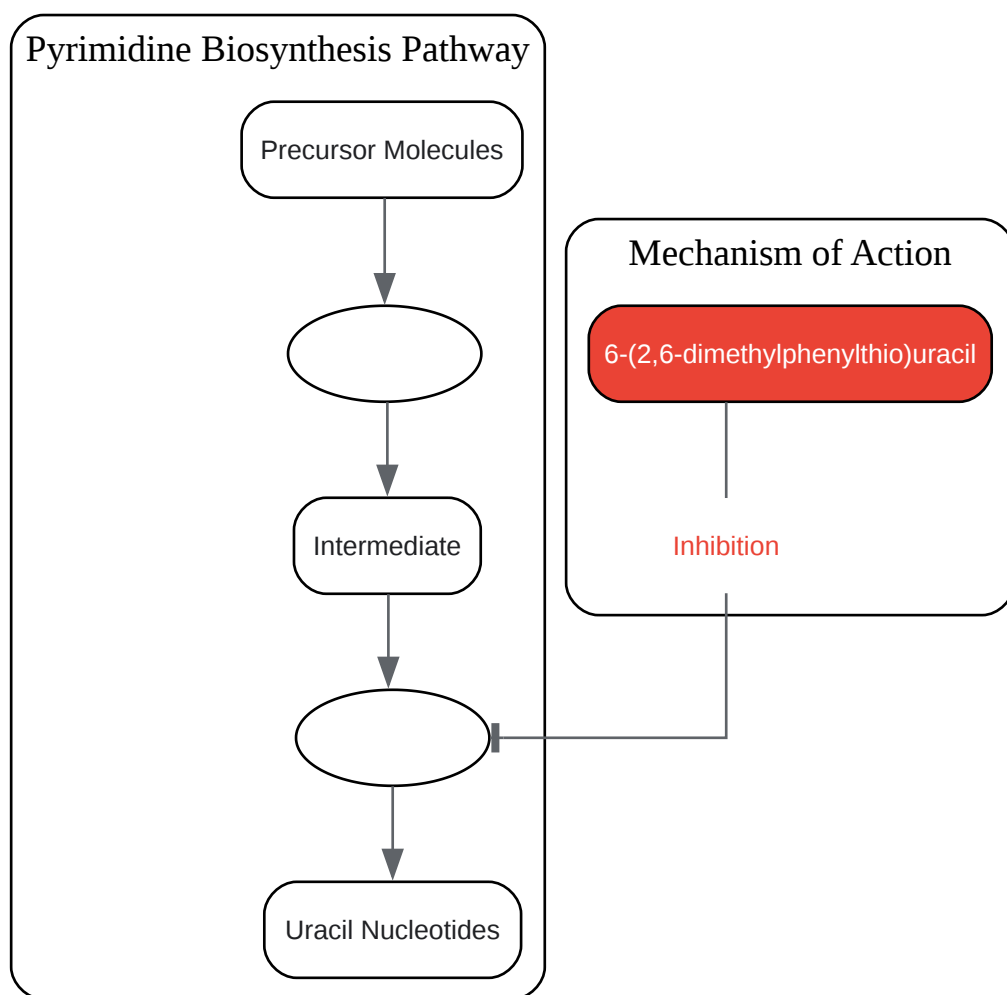 Pyrimidine Biosynthesis Pathway
Precursor Molecules
Intermediate
Uracil Nucleotides
Mechanism of Action
6-(2,6-dimethylphenylthio)uracil
Inhibition